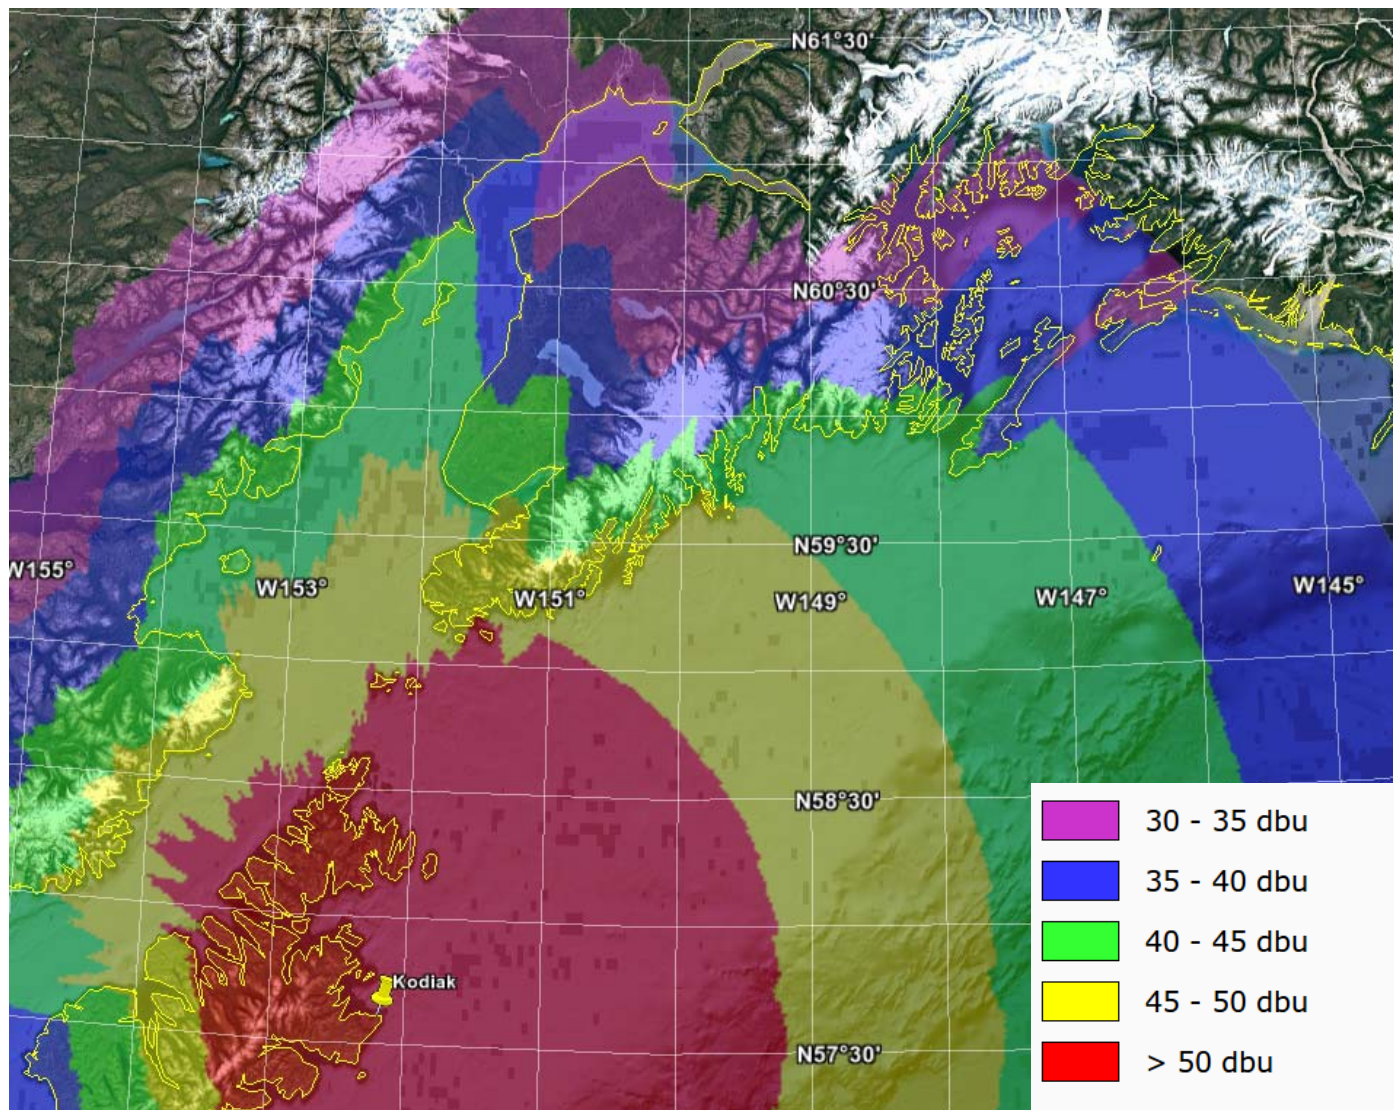 N61°30'
N60°30'
N59°30'
W155°
W153°
W151°
W149°
W147°
W145°
N58°30'
30 - 35 dbu
35 - 40 dbu
40 - 45 dbu
45 - 50 dbu
> 50 dbu
Kodiak
N57°30'